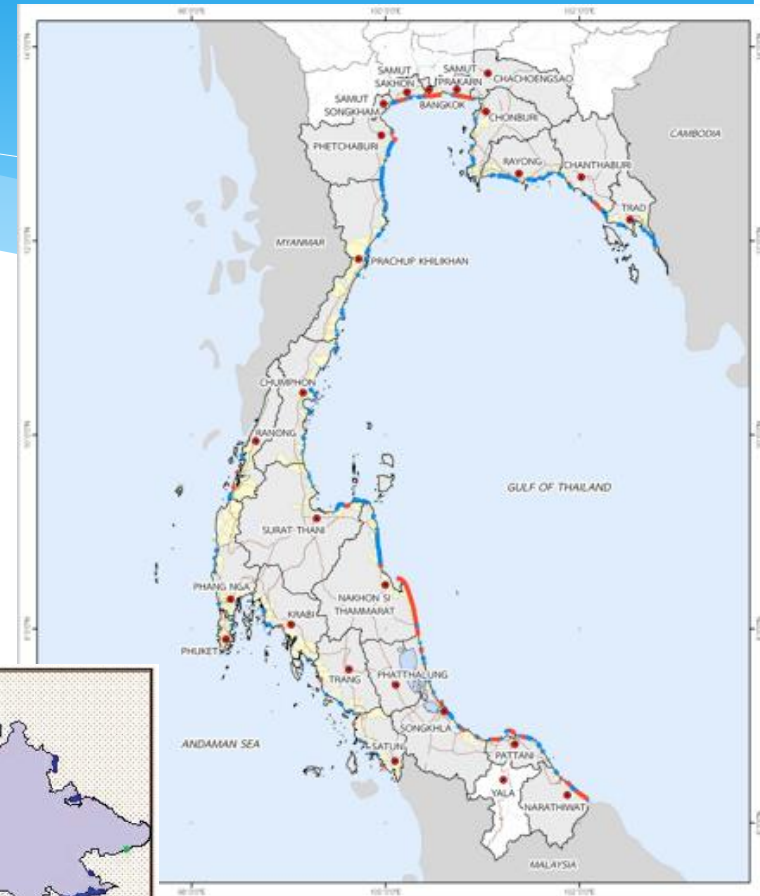 SAMUT
SAKHON
SAMUT
PRAKARN
CHACHOENGSAO
SAMUT
SONGKHAM
BANGKOK
CHONBURI
PHETCHABURI
CAMBODIA
RAYONG
CHANTHABURI
TRAD
MYANMAR
PRACHUP KHILIKHAN
CHUMPHON
RANONG
GULF OF THAILAND
SURAT THANI
PHANG NGA
NAKHON SI
THAMMARAT
KRABI
PHUKET
TRANG
PHATTHALUNG
SONGKHLA
ANDAMAN SEA
SATUN
PATTANI
YALA
NARATHIWAT
MALAYSIA